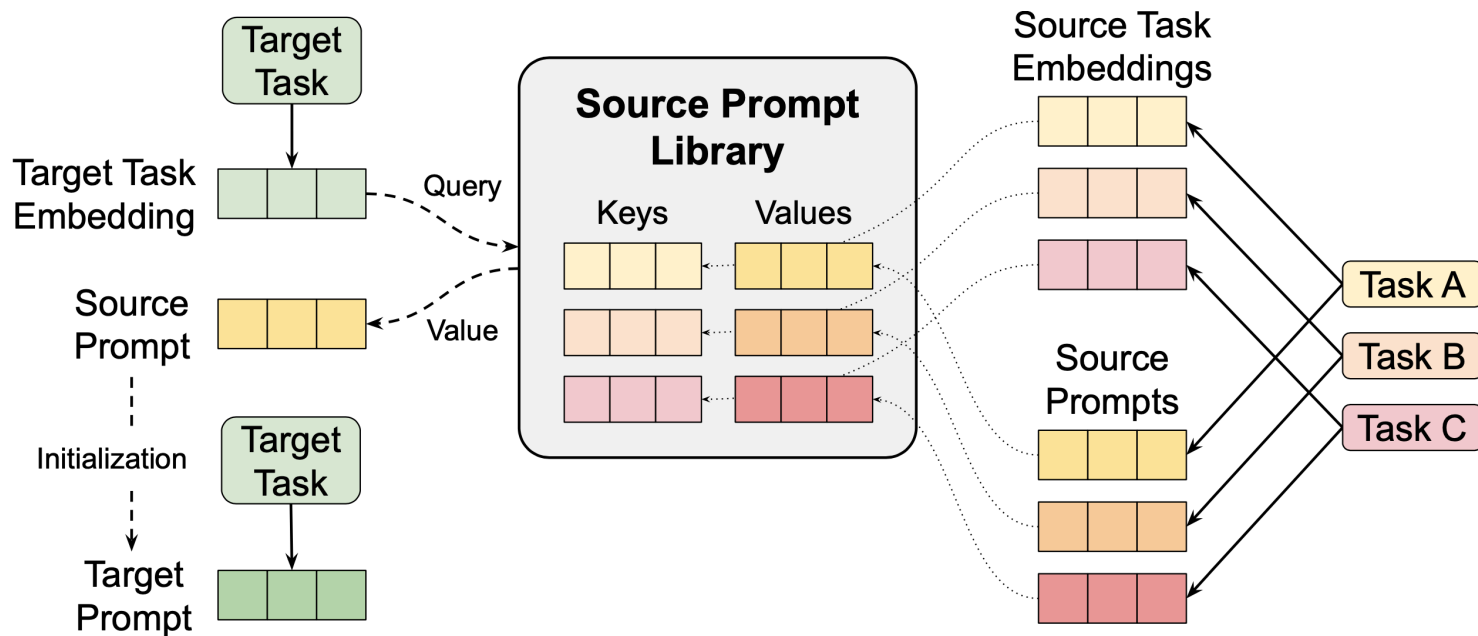 Target
Task
Target Task
Embedding
Query
Source
Prompt
Value
Initialization
Target
Task
Target
Prompt
Source Prompt
Library
Keys
Values
Source Task
Embeddings
Source
Prompts
Task A
Task B
Task C